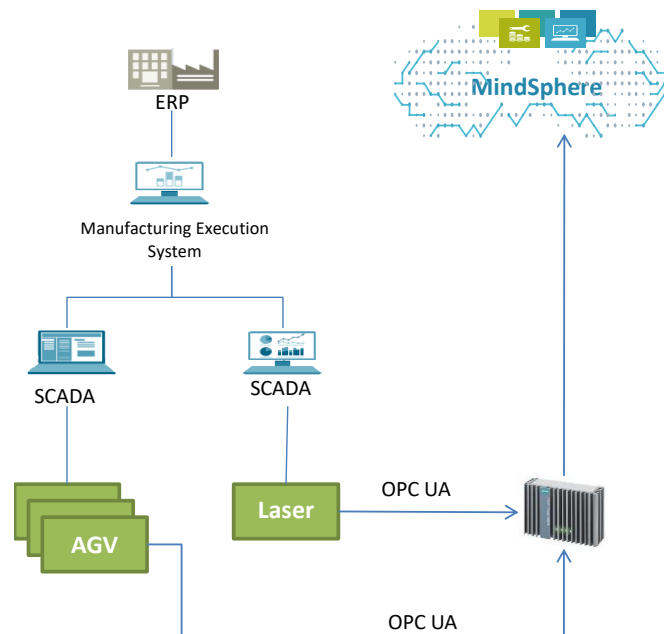 MindSphere
ERP
Manufacturing Execution
System
SCADA
SCADA
AGV
Laser
OPC UA
OPC UA